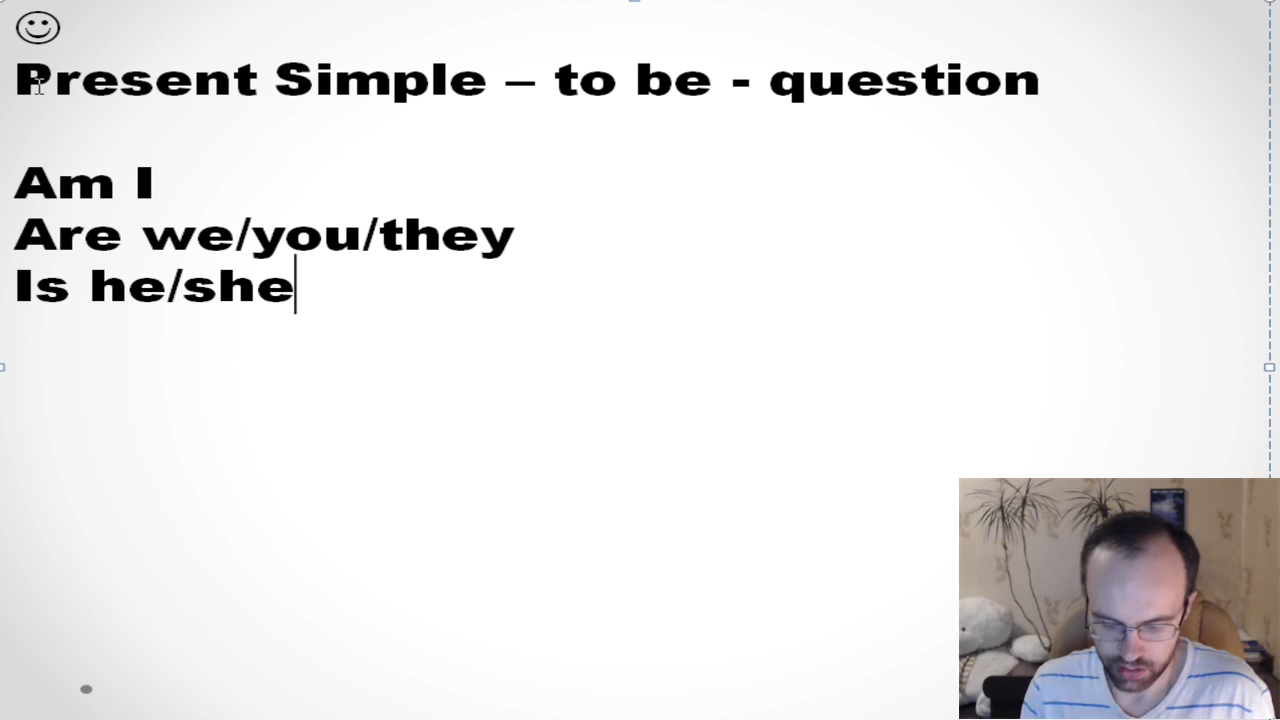 Present Simple – to be - question
Am I
Are we/you/they
Is he/she